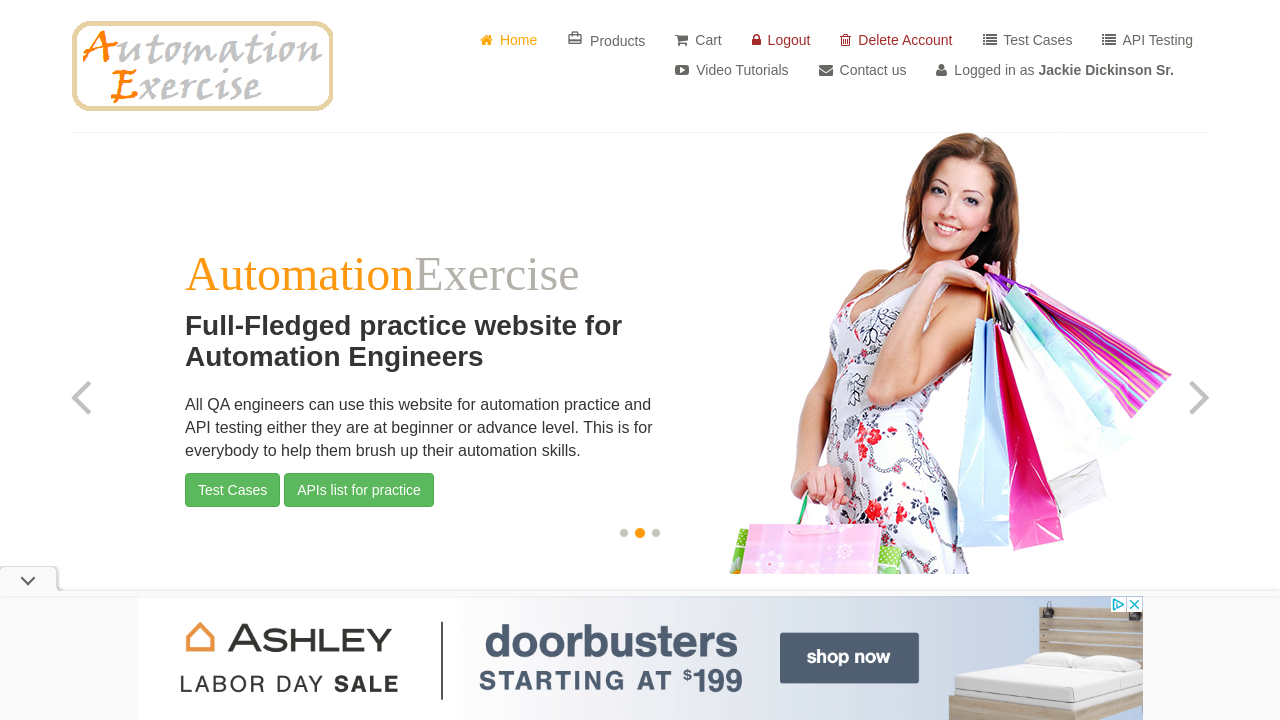 Automation
Exercise
Home Products Cart Logout Delete Account Test Cases API Testing
Video Tutorials Contact us Logged in as Jackie Dickinson Sr.
AutomationExercise
Full-Fledged practice website for
Automation Engineers
All QA engineers can use this website for automation practice and
API testing either they are at beginner or advance level. This is for
everybody to help them brush up their automation skills.
Test Cases APIs list for practice
ASHLEY
LABOR DAY SALE
doorbusters
STARTING AT $199
shop now